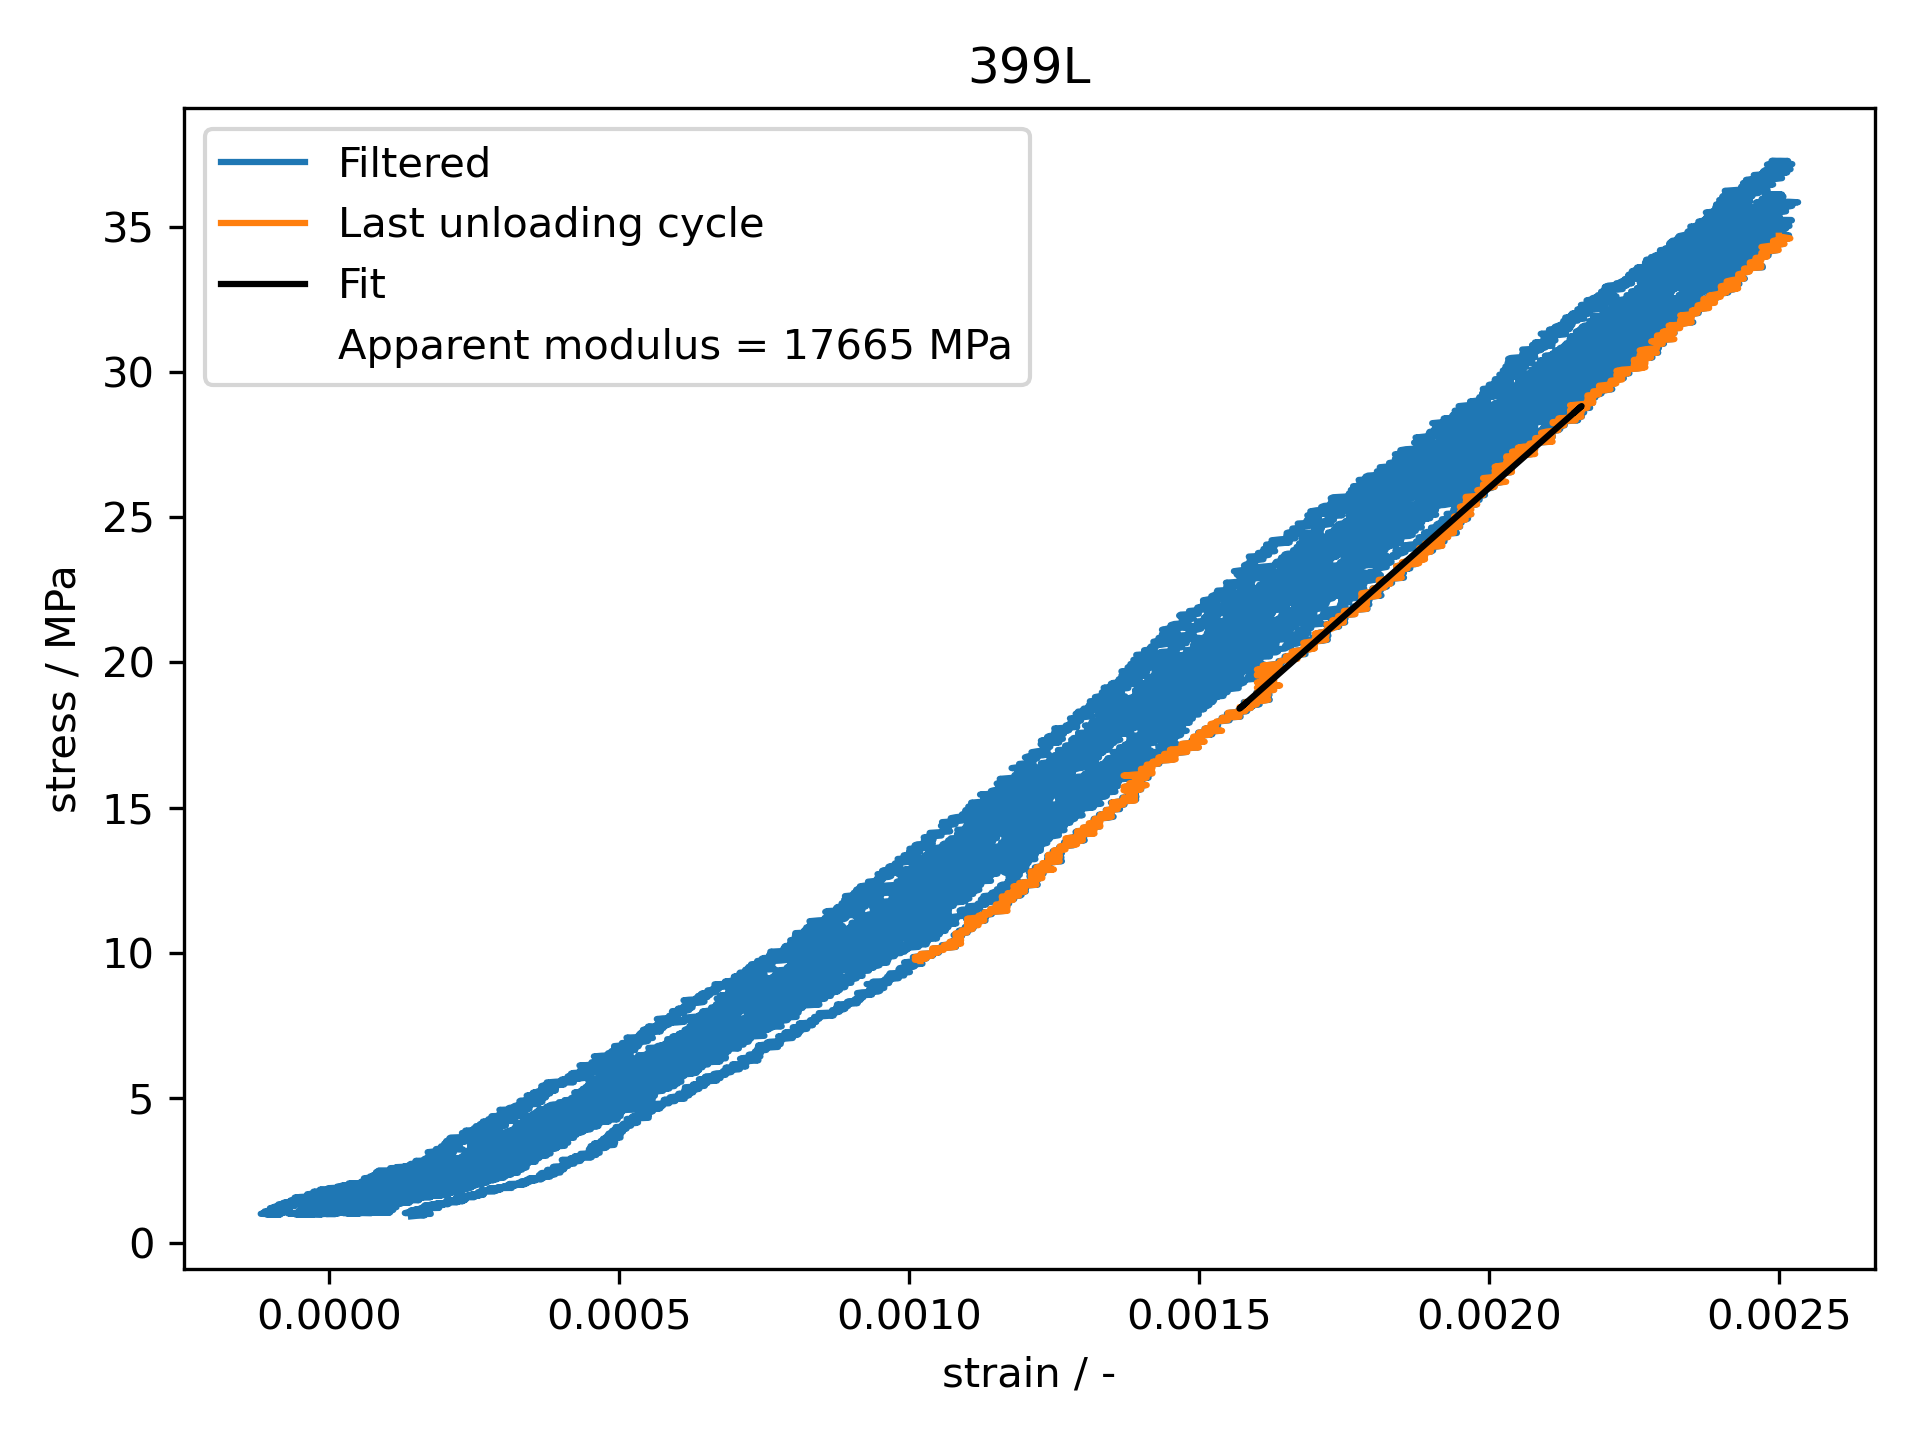 399L
Filtered
Last unloading cycle
Fit
Apparent modulus = 17665 MPa
stress / MPa
35
30
25
20
15
10
5
0
0.0000 0.0005 0.0010 0.0015 0.0020 0.0025
strain / -